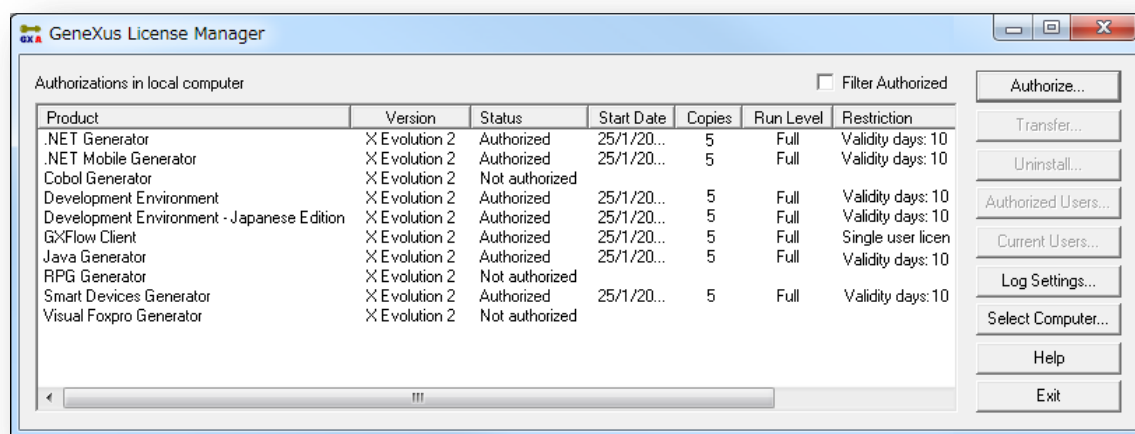 GeneXus License Manager
Authorizations in local computer Filter Authorized
Product Version Status Start Date Copies Run Level Restriction
.NET Generator X Evolution 2 Authorized 25/1/20... 5 Full Validity days: 10
.NET Mobile Generator X Evolution 2 Authorized 25/1/20... 5 Full Validity days: 10
Cobol Generator X Evolution 2 Not authorized
Development Environment X Evolution 2 Authorized 25/1/20... 5 Full Validity days: 10
Development Environment - Japanese Edition X Evolution 2 Authorized 25/1/20... 5 Full Validity days: 10
GXFlow Client X Evolution 2 Authorized 25/1/20... 5 Full Single user licen
Java Generator X Evolution 2 Authorized 25/1/20... 5 Full Validity days: 10
RPG Generator X Evolution 2 Not authorized
Smart Devices Generator X Evolution 2 Authorized 25/1/20... 5 Full Validity days: 10
Visual Foxpro Generator X Evolution 2 Not authorized
Authorize...
Transfer...
Uninstall...
Authorized Users...
Current Users...
Log Settings...
Select Computer...
Help
Exit